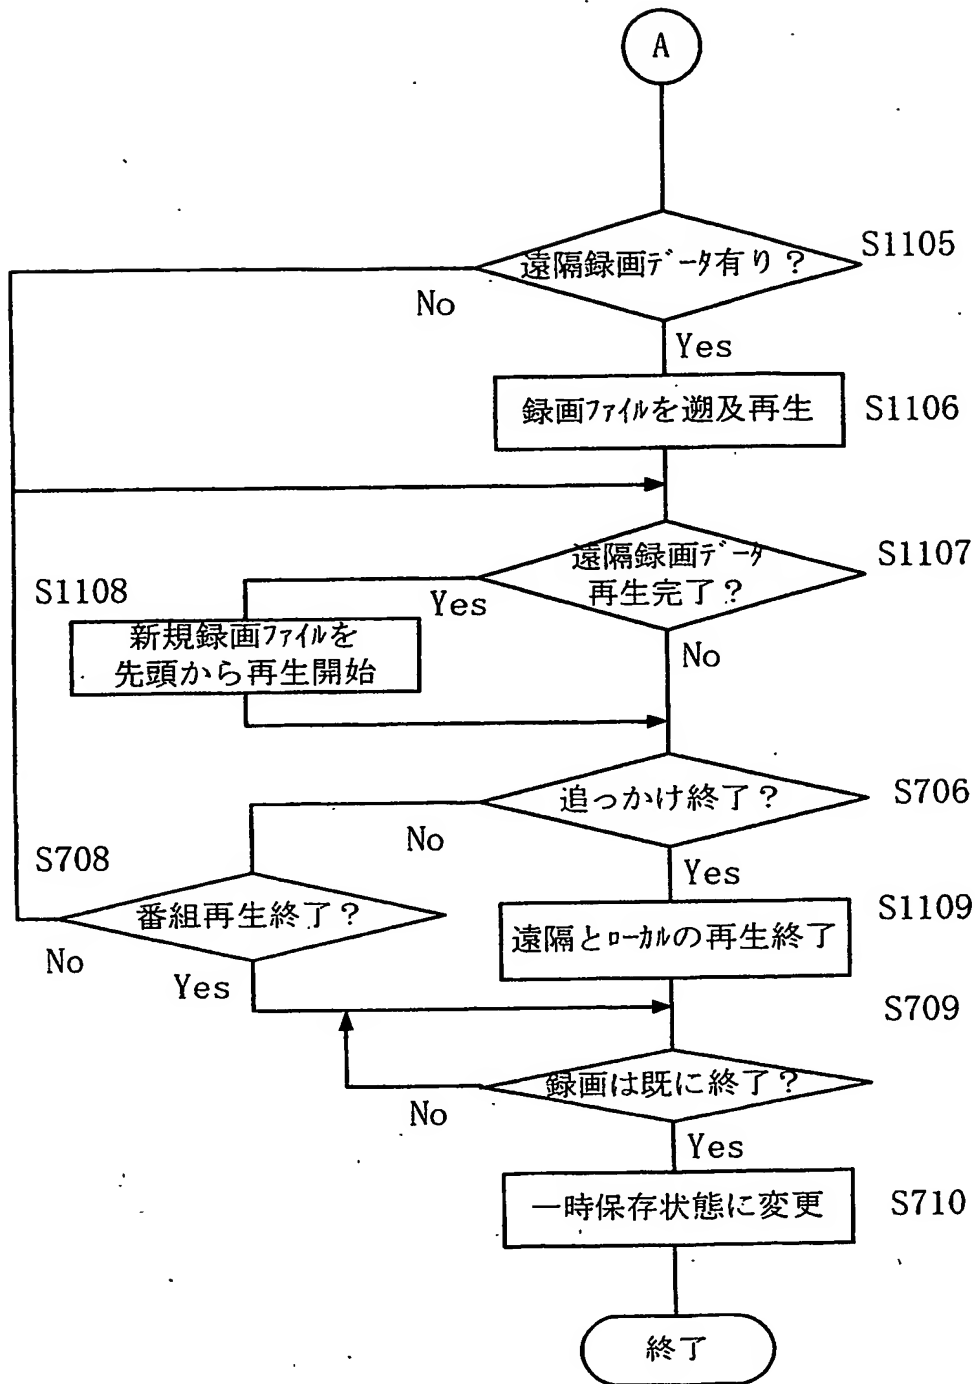 A
遠隔録画データ有り?
S1105
No
Yes
録画ファイルを遡及再生
S1106
遠隔録画データ
再生完了?
S1107
S1108
Yes
新規録画ファイルを
先頭から再生開始
No
追っかけ終了?
S706
No
S708
Yes
番組再生終了?
S1109
遠隔とローカルの再生終了
No
Yes
S709
録画は既に終了?
No
Yes
一時保存状態に変更
S710
終了